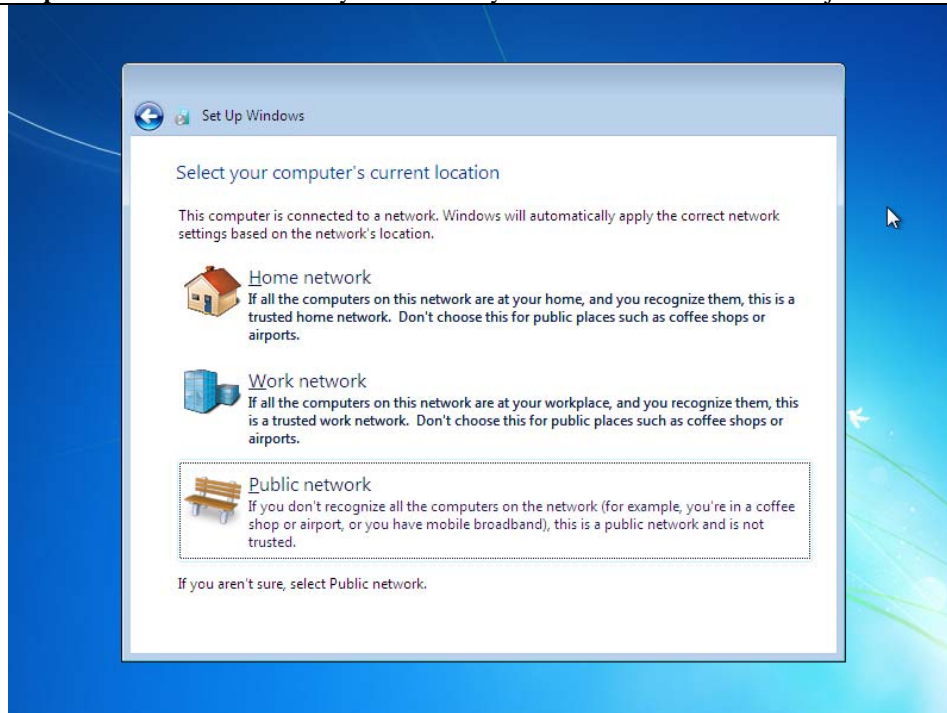 Set Up Windows
Select your computer's current location
This computer is connected to a network. Windows will automatically apply the correct network
settings based on the network's location.
Home network
If all the computers on this network are at your home, and you recognize them, this is a
trusted home network.  Don't choose this for public places such as coffee shops or
airports.
Work network
If all the computers on this network are at your workplace, and you recognize them, this
is a trusted work network.  Don't choose this for public places such as coffee shops or
airports.
Public network
If you don't recognize all the computers on the network (for example, you're in a coffee
shop or airport, or you have mobile broadband), this is a public network and is not
trusted.
If you aren't sure, select Public network.